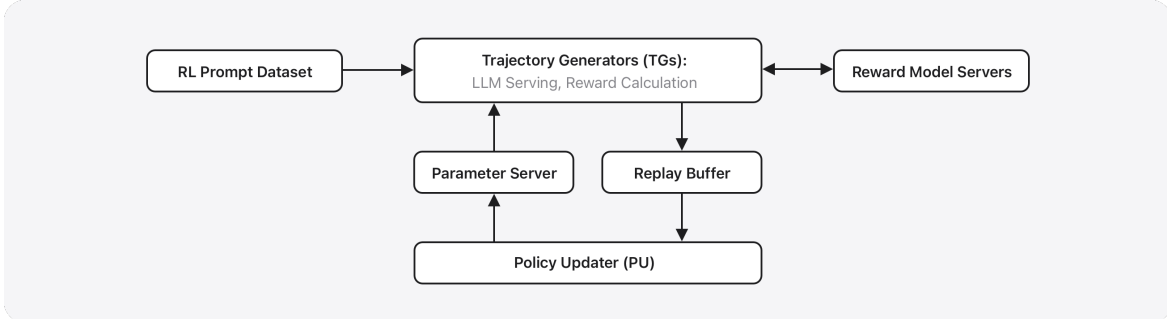 RL Prompt Dataset
Trajectory Generators (TGs):
LLM Serving, Reward Calculation
Reward Model Servers
Parameter Server
Replay Buffer
Policy Updater (PU)